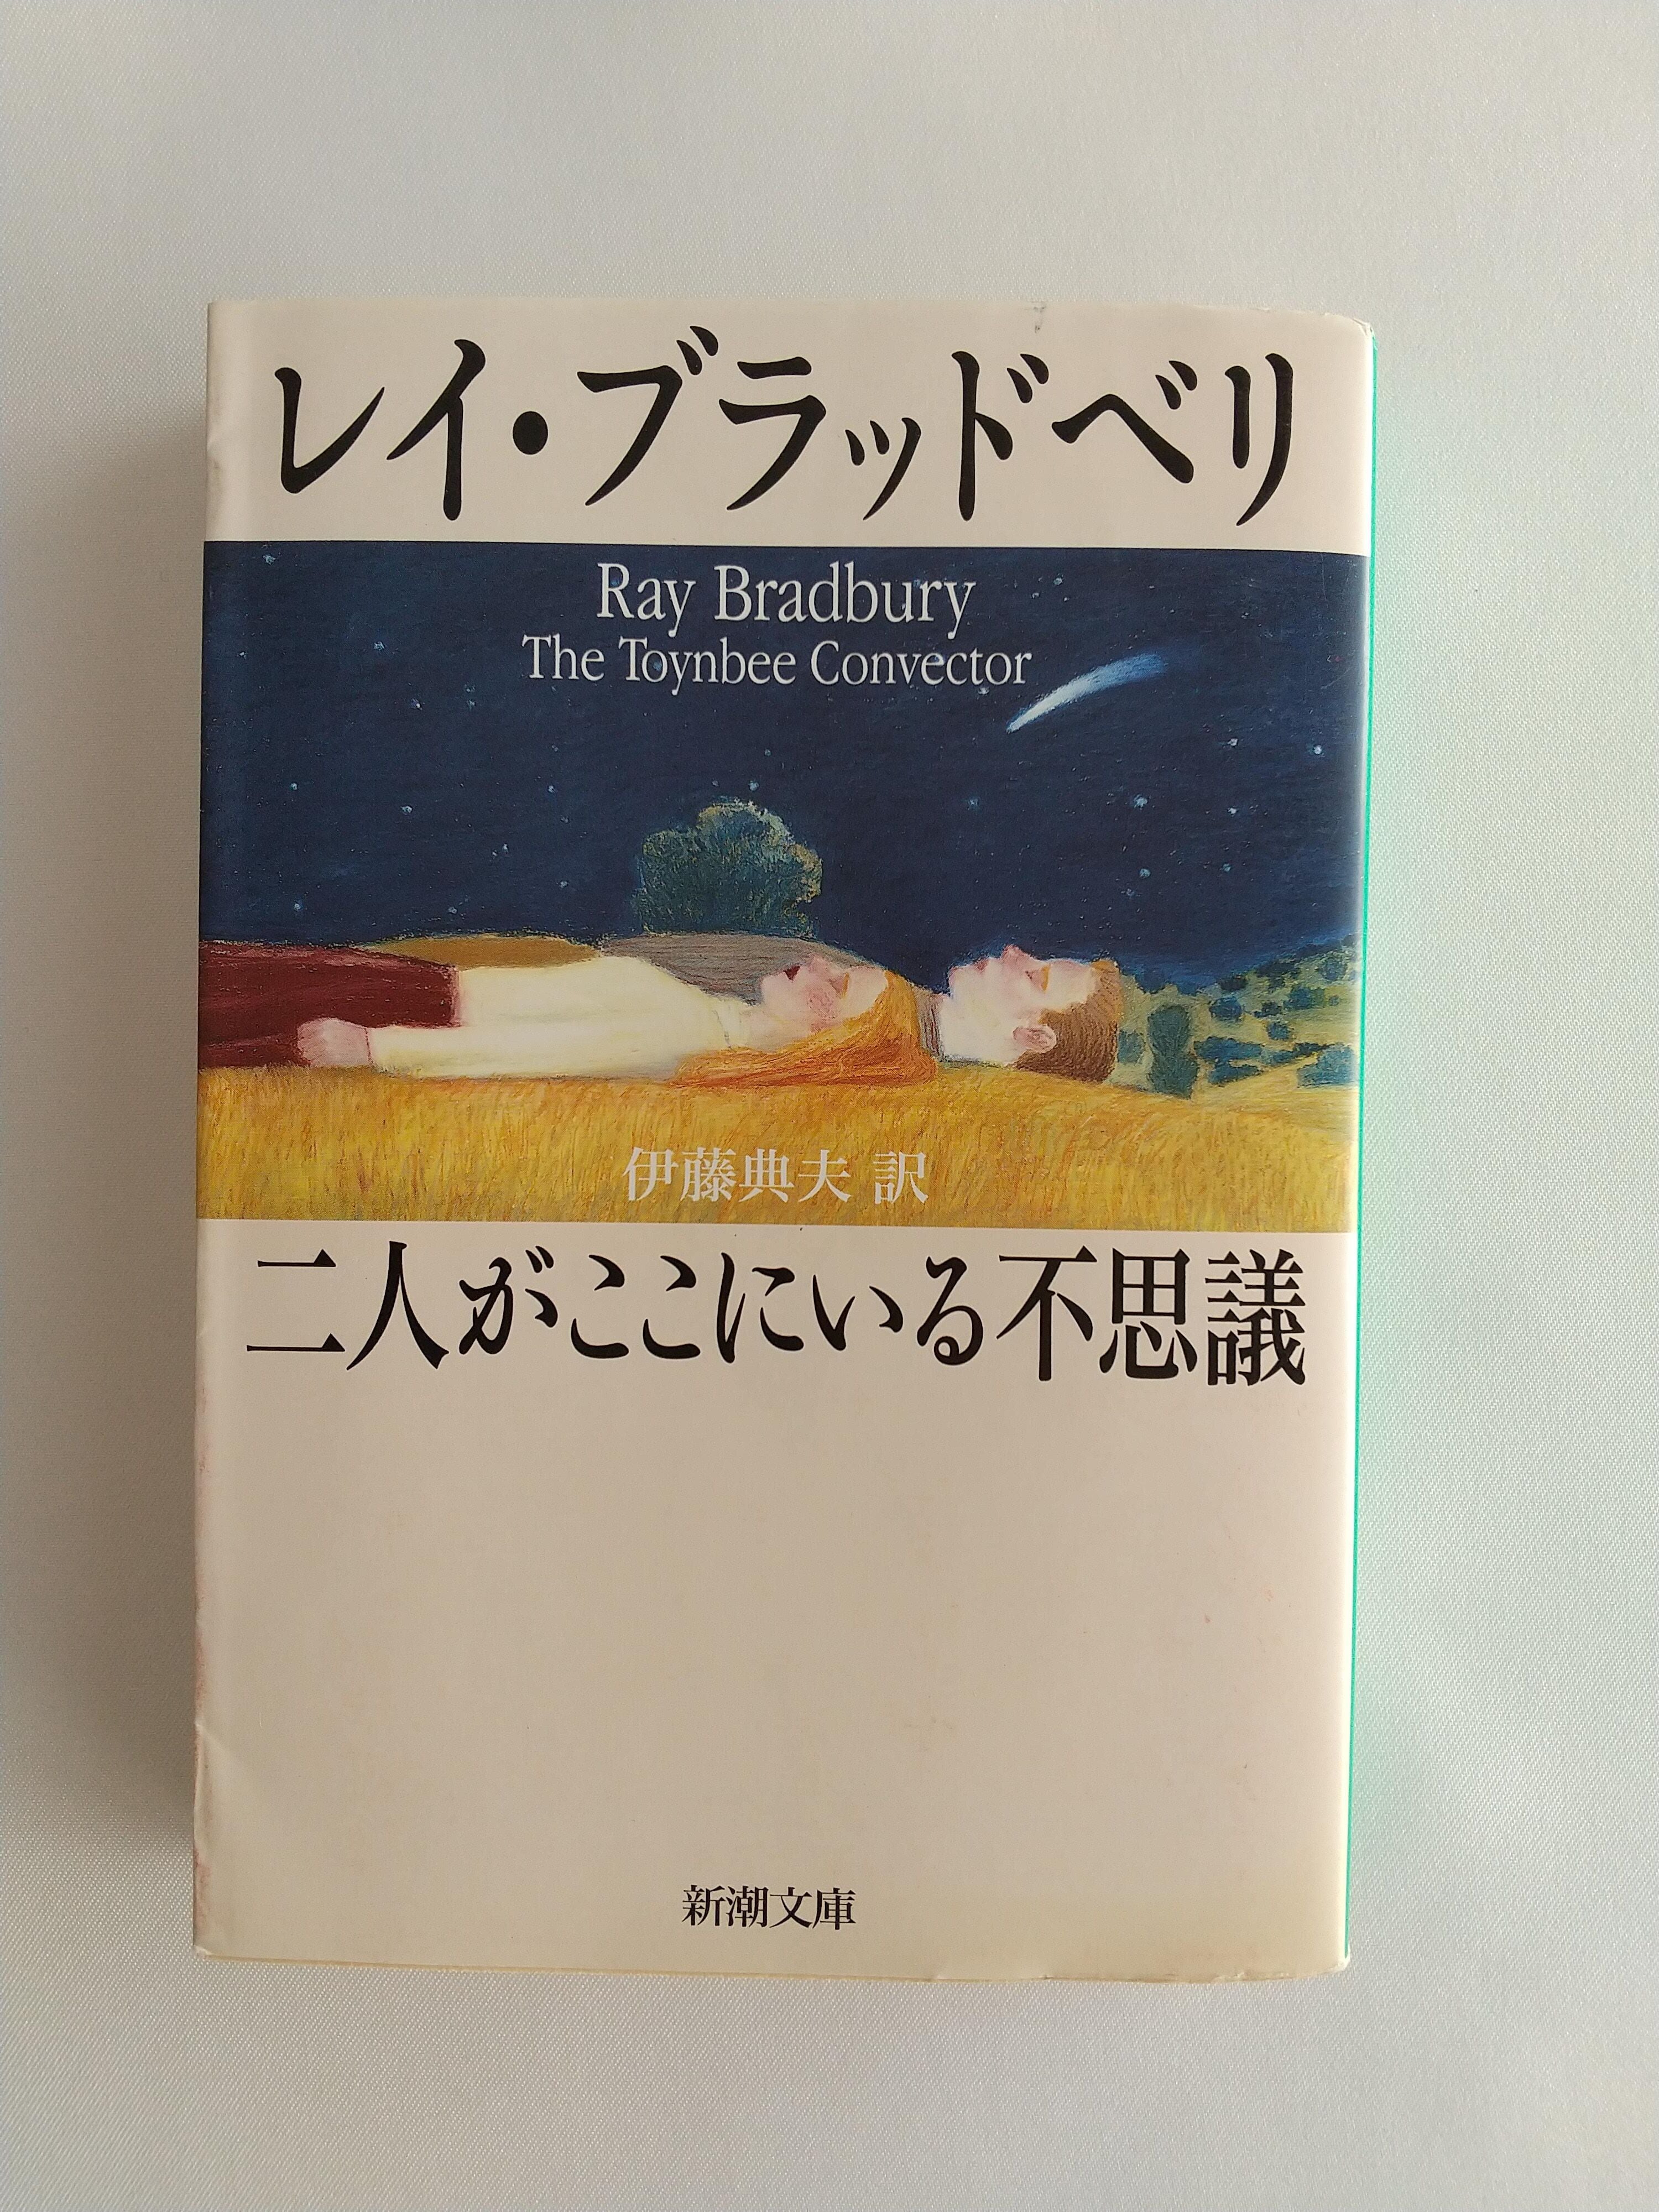 レイ・ブラッドベリ
Ray Bradbury
The Toynbee Convector
伊藤典夫 訳
二人がここにいる不思議
新潮文庫